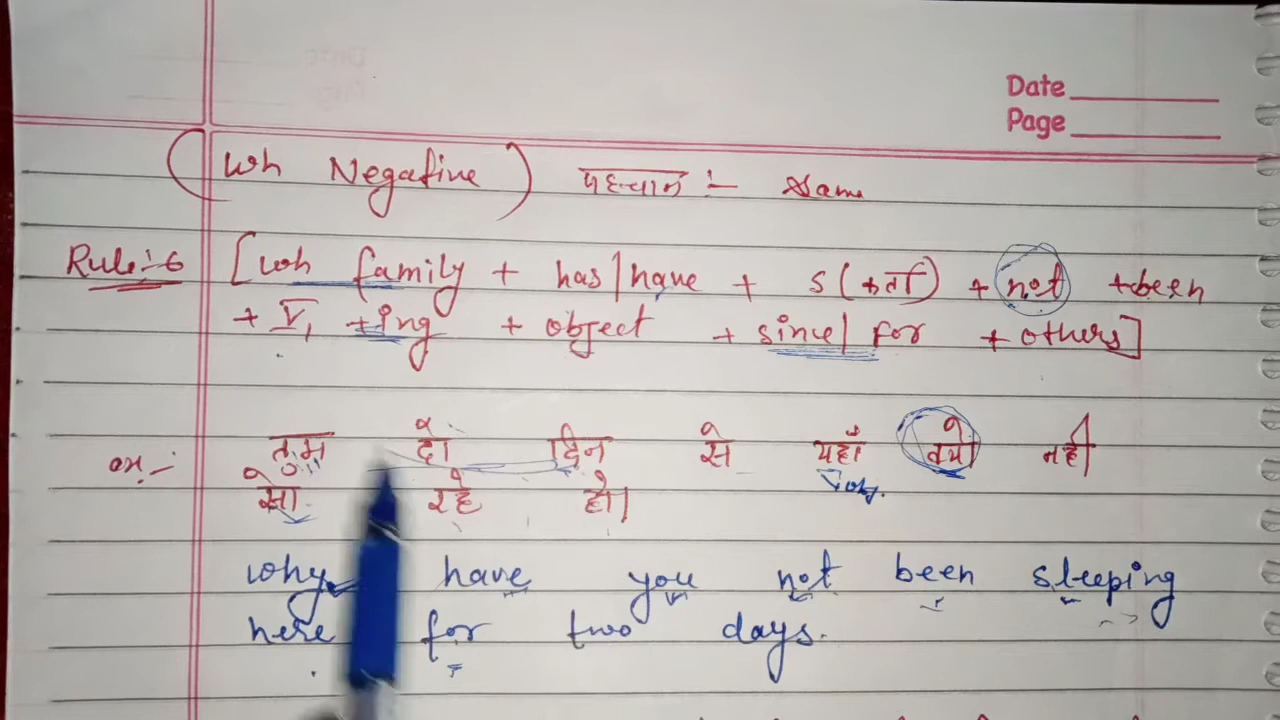 Date
Page
(Wh Negative) पहचान :- Same
Rule:-6 [wh family + has/have + S(कर्ता) + not +been
+ V1 +ing + object + since/for + others]
ex:- तुम दो दिन से यहाँ क्यों नहीं
सो रहे हो।
why have you not been sleeping
here for two days.